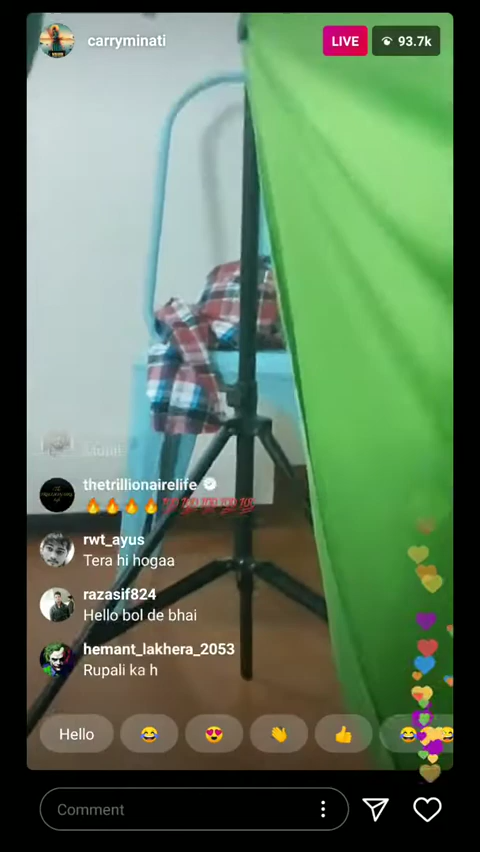 carryminati
LIVE
93.7k
thetrillionairelife
🔥🔥🔥🔥💯💯💯💯💯
rwt_ayus
Tera hi hogaa
razasif824
Hello bol de bhai
hemant_lakhera_2053
Rupali ka h
Hello 😂 😍 👏 👍 😂 😄
Comment